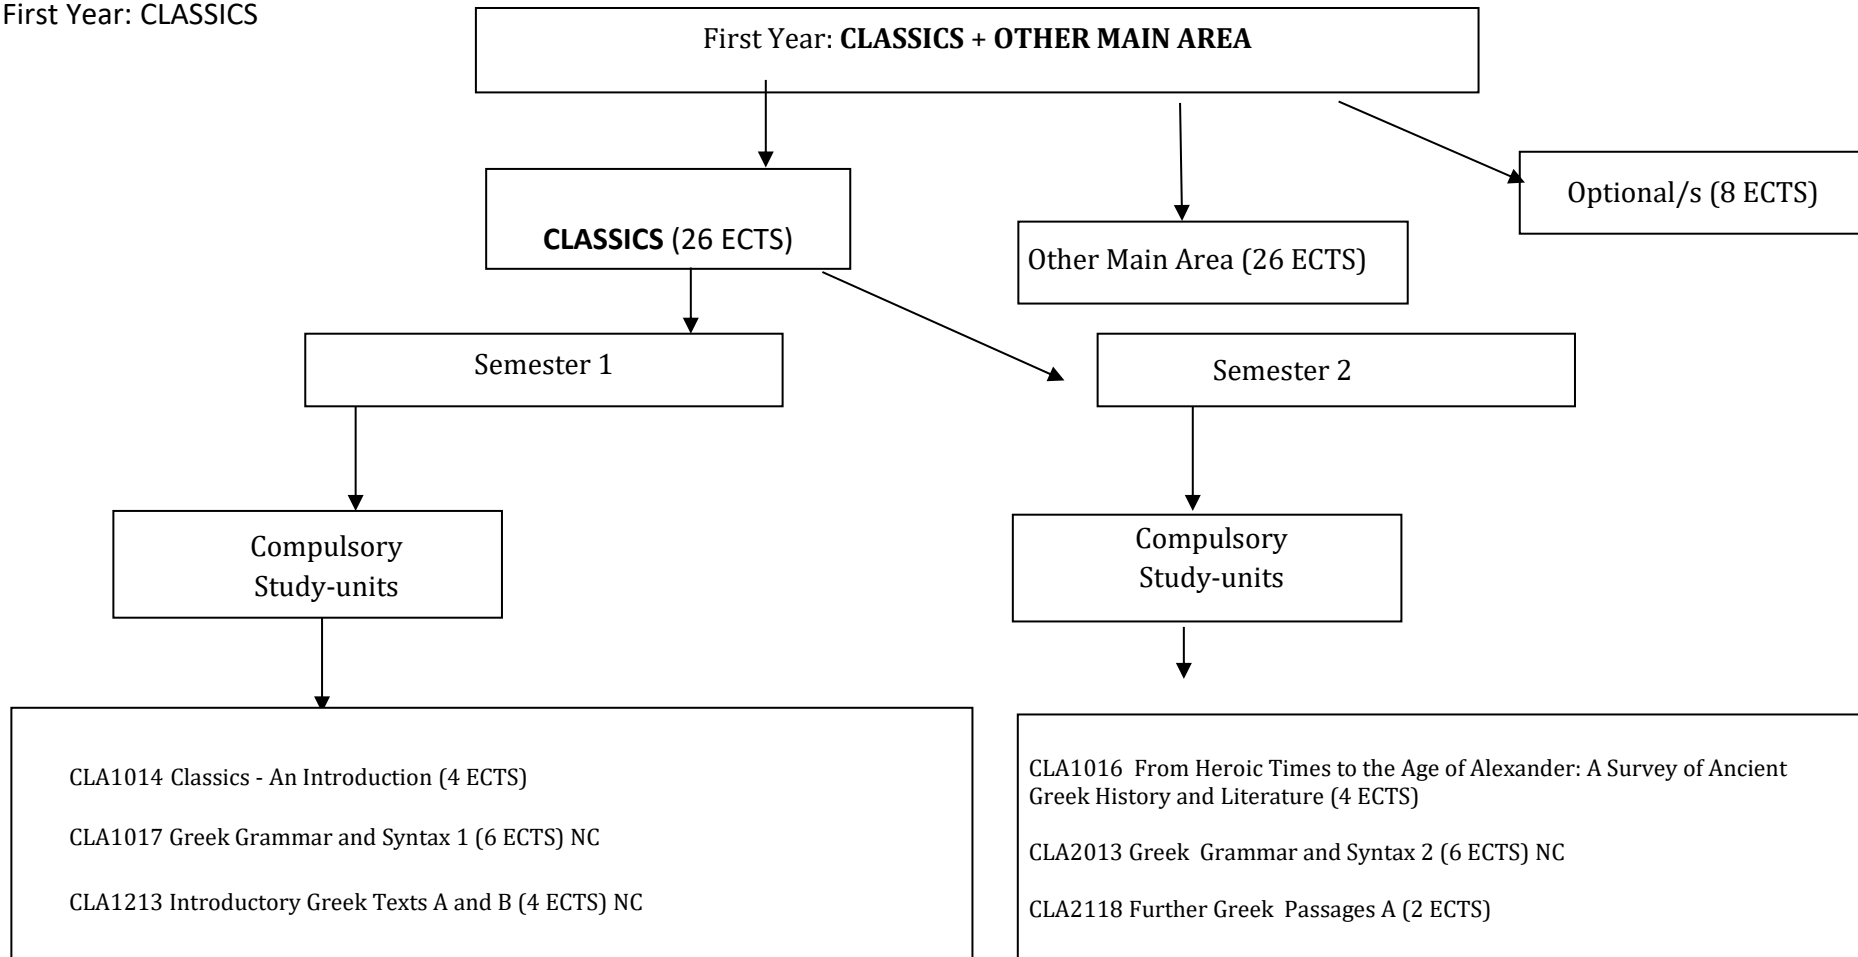 First Year: CLASSICS
First Year: CLASSICS + OTHER MAIN AREA
Optional/s (8 ECTS)
CLASSICS (26 ECTS)
Other Main Area (26 ECTS)
Semester 1
Semester 2
Compulsory
Study-units
Compulsory
Study-units
CLA1014 Classics - An Introduction (4 ECTS)
CLA1017 Greek Grammar and Syntax 1 (6 ECTS) NC
CLA1213 Introductory Greek Texts A and B (4 ECTS) NC
CLA1016  From Heroic Times to the Age of Alexander: A Survey of Ancient
Greek History and Literature (4 ECTS)
CLA2013 Greek  Grammar and Syntax 2 (6 ECTS) NC
CLA2118 Further Greek  Passages A (2 ECTS)